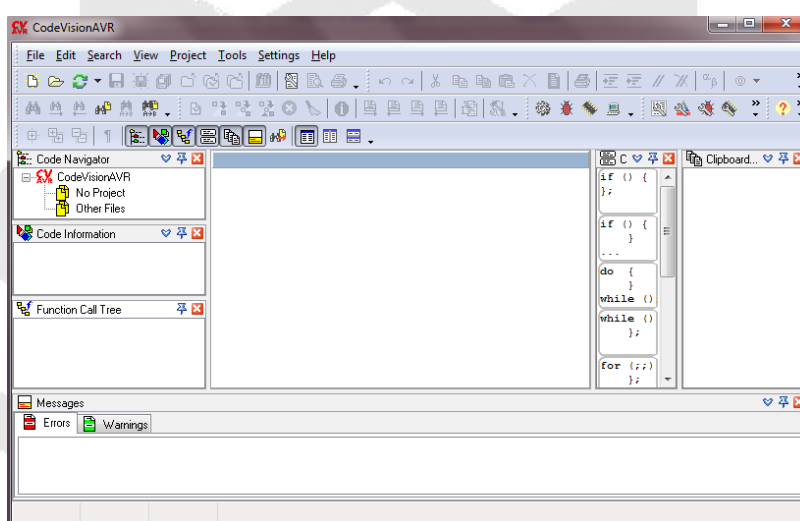 CodeVisionAVR
File Edit Search View Project Tools Settings Help
Code Navigator
CodeVisionAVR
No Project
Other Files
Code Information
Function Call Tree
C
if () {
};
if () {
}
...
do {
}
while ()
while ()
};
for (;;)
};
Clipboard...
Messages
Errors Warnings